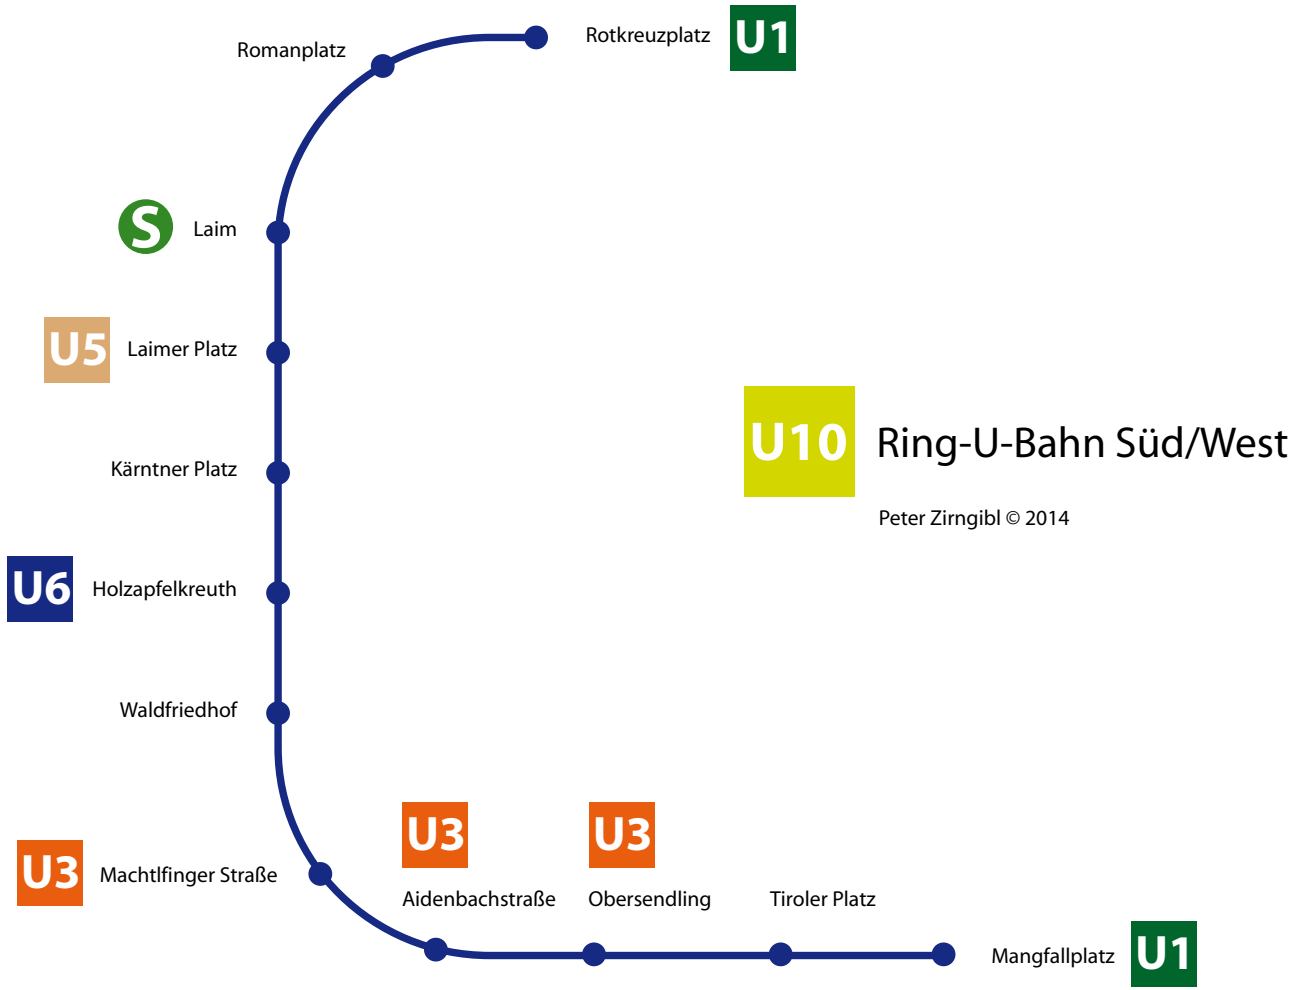 Rotkreuzplatz U1
Romanplatz
S Laim
U5 Laimer Platz
U10 Ring-U-Bahn Süd/West
Kärntner Platz
Peter Zirngibl © 2014
U6 Holzapfelkreuth
Waldfriedhof
U3 Machtlfinger Straße
U3
Aidenbachstraße
U3
Obersendling
Tiroler Platz
Mangfallplatz U1